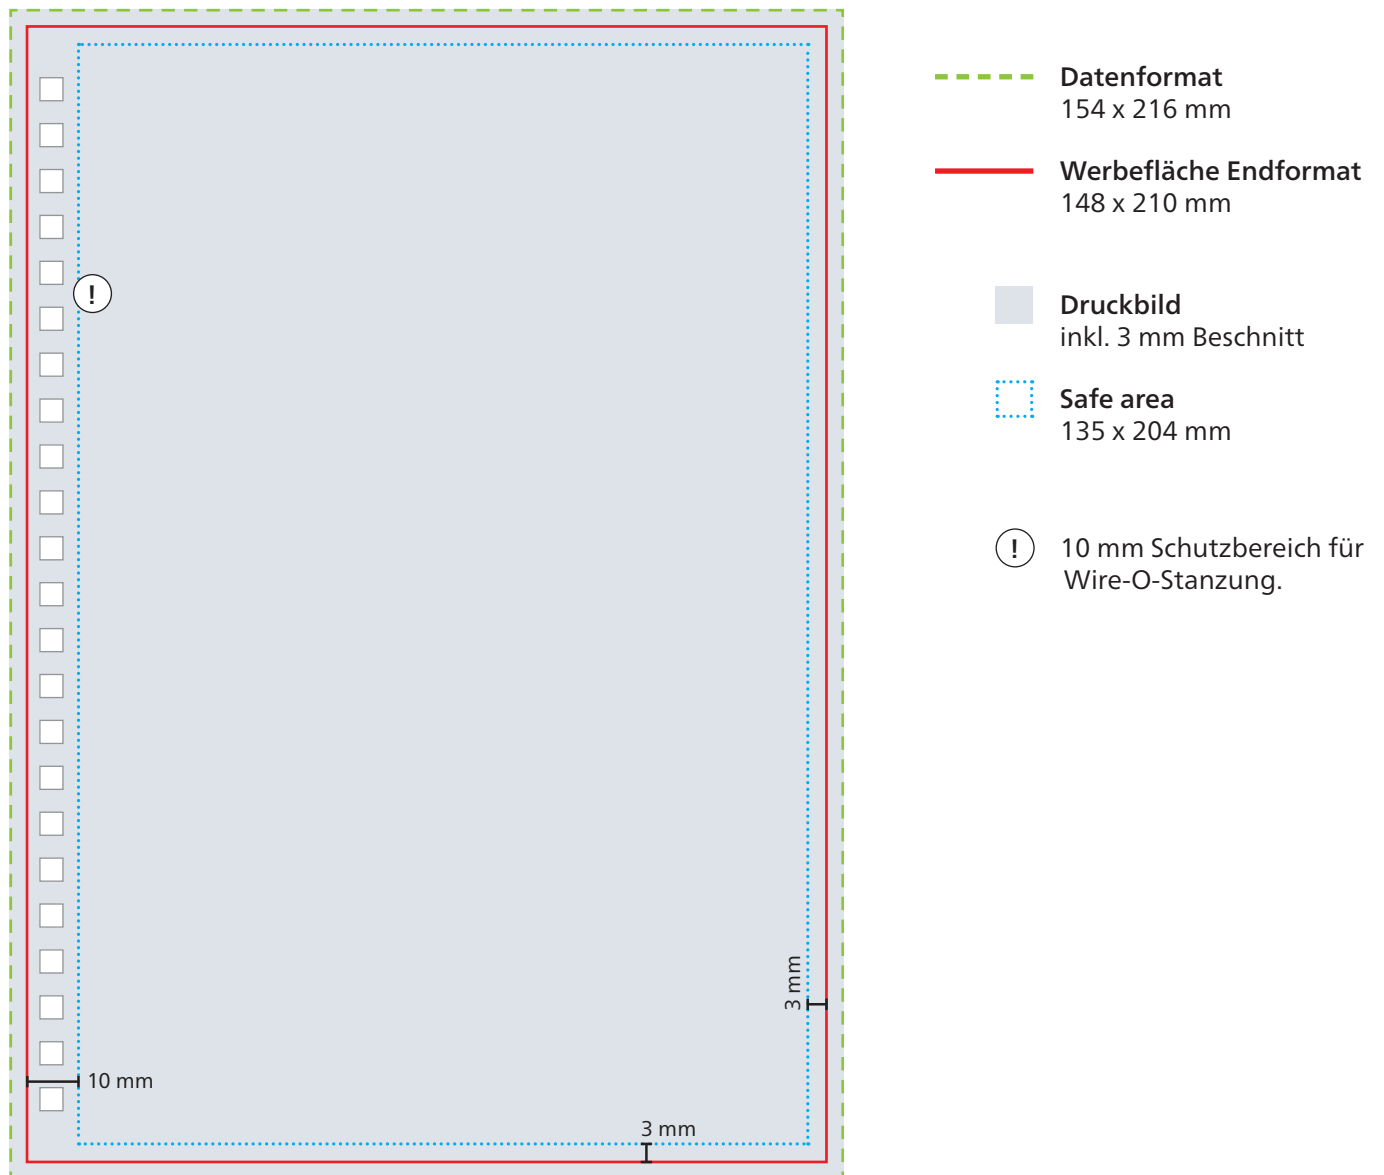 Datenformat
154 x 216 mm
Werbefläche Endformat
148 x 210 mm
!
Druckbild
inkl. 3 mm Beschnitt
Safe area
135 x 204 mm
! 10 mm Schutzbereich für
Wire-O-Stanzung.
3 mm
10 mm
3 mm